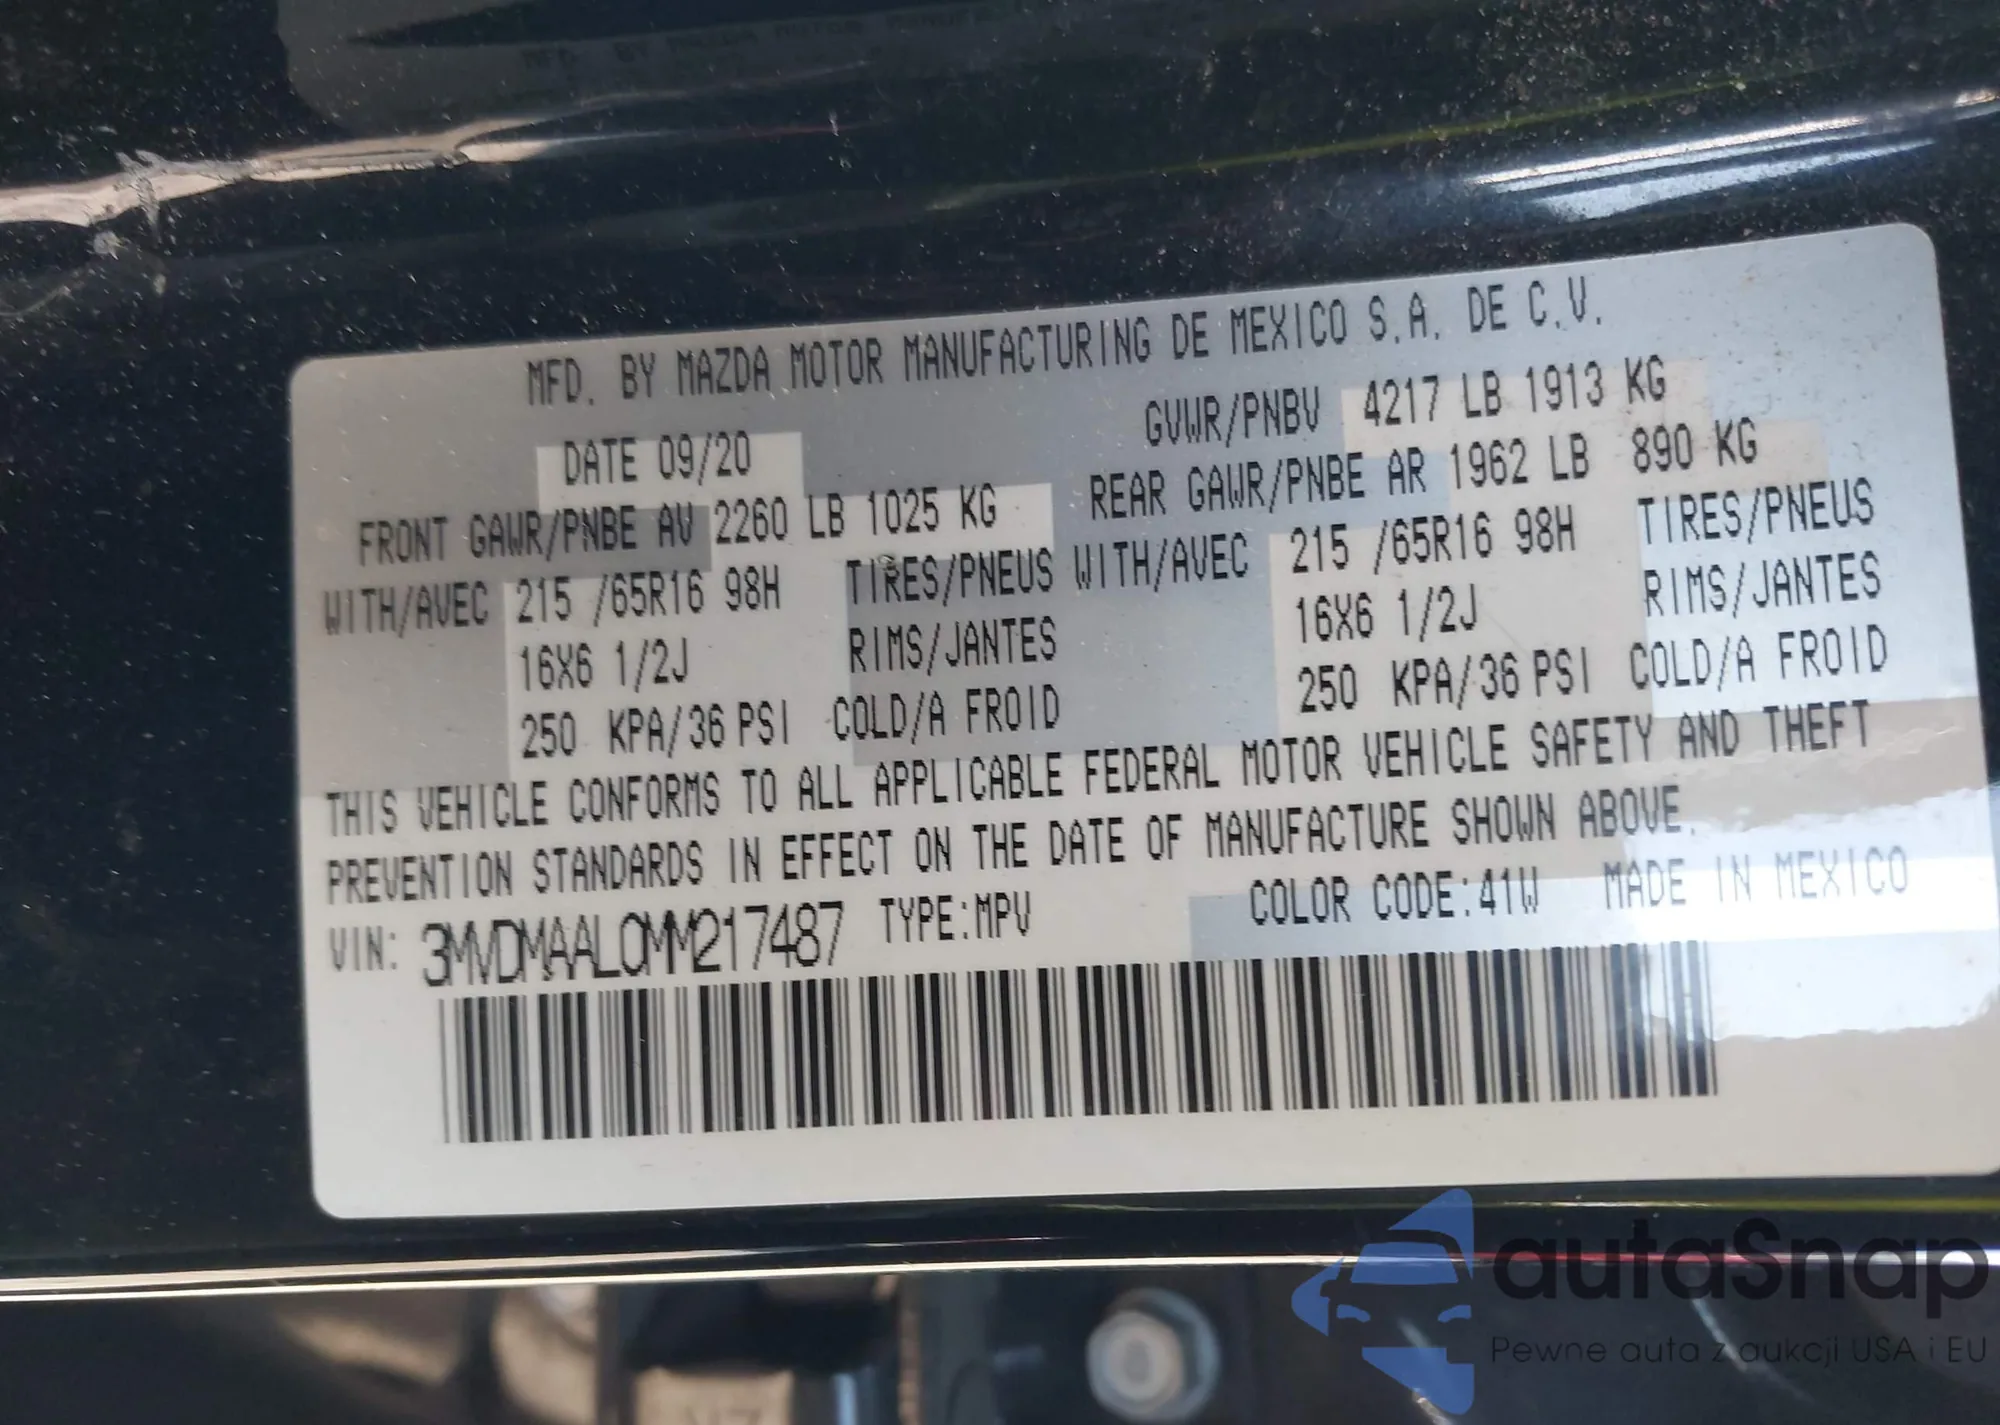 MFD. BY MAZDA MOTOR MANUFACTURING DE MEXICO S.A. DE C.V.
DATE 09/20 GVWR/PNBV 4217 LB 1913 KG
FRONT GAWR/PNBE AV 2260 LB 1025 KG REAR GAWR/PNBE AR 1962 LB 890 KG
WITH/AVEC 215 /65R16 98H TIRES/PNEUS WITH/AVEC 215 /65R16 98H TIRES/PNEUS
16X6 1/2J RIMS/JANTES 16X6 1/2J RIMS/JANTES
250 KPA/36 PSI COLD/A FROID 250 KPA/36 PSI COLD/A FROID
THIS VEHICLE CONFORMS TO ALL APPLICABLE FEDERAL MOTOR VEHICLE SAFETY AND THEFT
PREVENTION STANDARDS IN EFFECT ON THE DATE OF MANUFACTURE SHOWN ABOVE.
VIN: 3MVDMAAL0MM217487 TYPE:MPV COLOR CODE:41W MADE IN MEXICO
autaSnap
Pewne auta z aukcji USA i EU